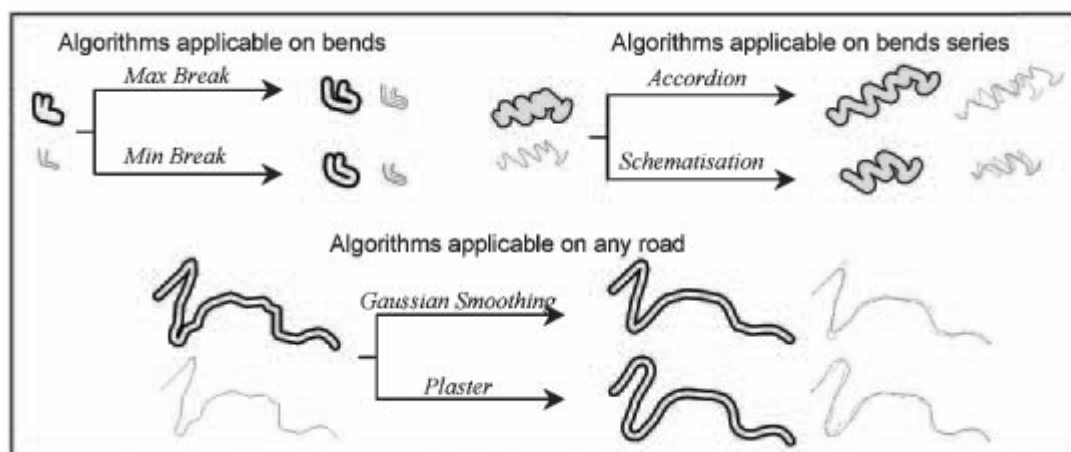 Algorithms applicable on bends
Algorithms applicable on bends series
Max Break
Accordion
Min Break
Schematisation
Algorithms applicable on any road
Gaussian Smoothing
Plaster